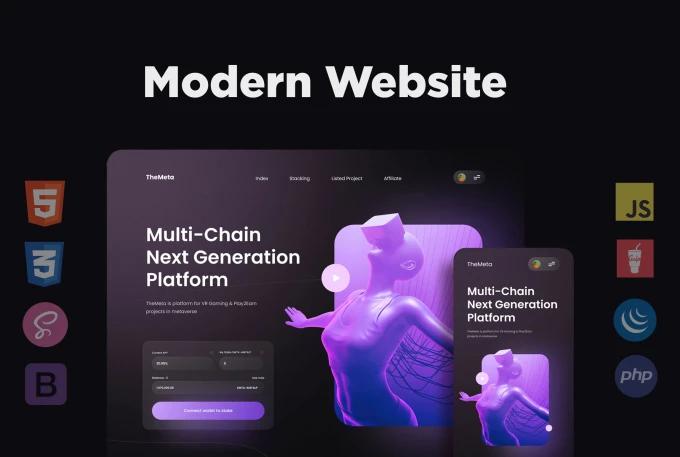 Modern Website
TheMeta
Index
Stacking
Listed Project
Affiliate
Multi-Chain
Next Generation
Platform
TheMeta is platform for VR Gaming & Play2Earn
projects in metaverse
Connect wallet to stake
TheMeta
Multi-Chain
Next Generation
Platform
TheMeta is platform for VR Gaming & Play2Earn
projects in metaverse
5
3
B
JS
php